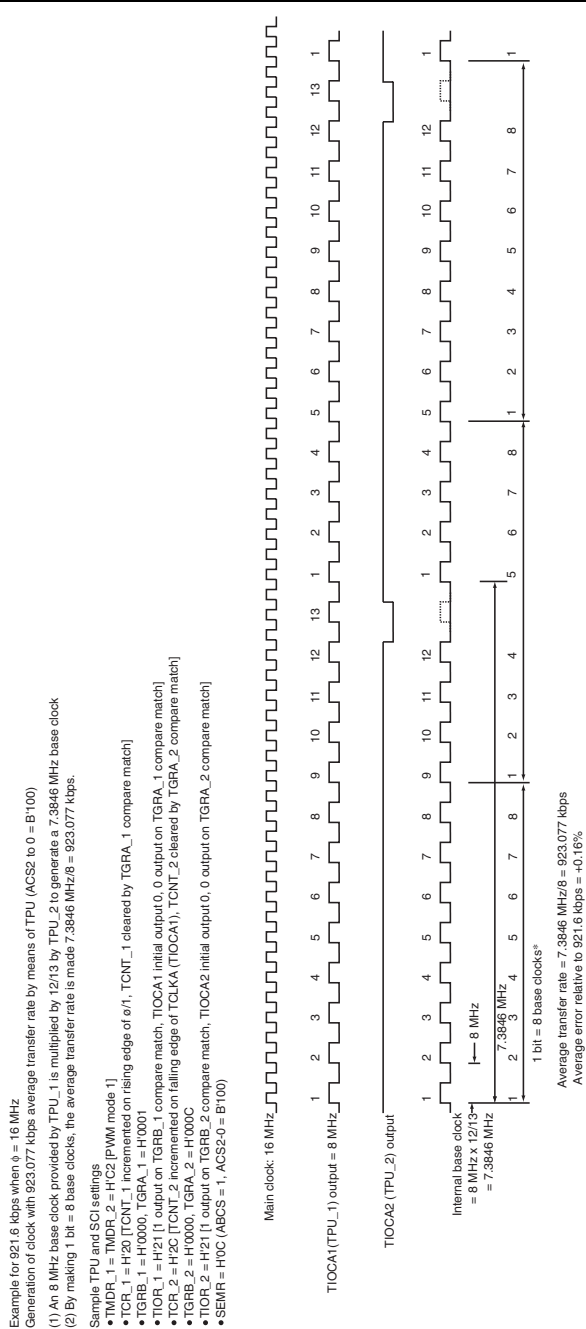 Example for 921.6 kbps when ϕ = 16 MHz
Generation of clock with 923.077 kbps average transfer rate by means of TPU (ACS2 to 0 = B'100)
(1) An 8 MHz base clock provided by TPU_1 is multiplied by 12/13 by TPU_2 to generate a 7.3846 MHz base clock
(2) By making 1 bit = 8 base clocks, the average transfer rate is made 7.3846 MHz/8 = 923.077 kbps.
Sample TPU and SCI settings
• TMDR_1 = TMDR_2 = H'C2 [PWM mode 1]
• TCR_1 = H'20 [TCNT_1 incremented on rising edge of ø/1, TCNT_1 cleared by TGRA_1 compare match]
• TGRB_1 = H'0000, TGRA_1 = H'0001
• TIOR_1 = H'21 [1 output on TGRB_1 compare match, TIOCA1 initial output 0, 0 output on TGRA_1 compare match]
• TCR_2 = H'2C [TCNT_2 incremented on falling edge of TCLKA (TIOCA1), TCNT_2 cleared by TGRA_2 compare match]
• TGRB_2 = H'0000, TGRA_2 = H'000C
• TIOR_2 = H'21 [1 output on TGRB_2 compare match, TIOCA2 initial output 0, 0 output on TGRA_2 compare match]
• SEMR = H'0C (ABCS = 1, ACS2-0 = B'100)
Main clock: 16 MHz
1 2 3 4 5 6 7 8 9 10 11 12 13 1 2 3 4 5 6 7 8 9 10 11 12 13 1
TIOCA1(TPU_1) output = 8 MHz
TIOCA2 (TPU_2) output
1 2 3 4 5 6 7 8 9 10 11 12 1 2 3 4 5 6 7 8 9 10 11 12 1
Internal base clock
= 8 MHz x 12/13
= 7.3846 MHz
8 MHz
7.3846 MHz
1 2 3 4 5 6 7 8 1 2 3 4 5 6 7 8 1 2 3 4 5 6 7 8 1
1 bit = 8 base clocks*
Average transfer rate = 7.3846 MHz/8 = 923.077 kbps
Average error relative to 921.6 kbps = +0.16%